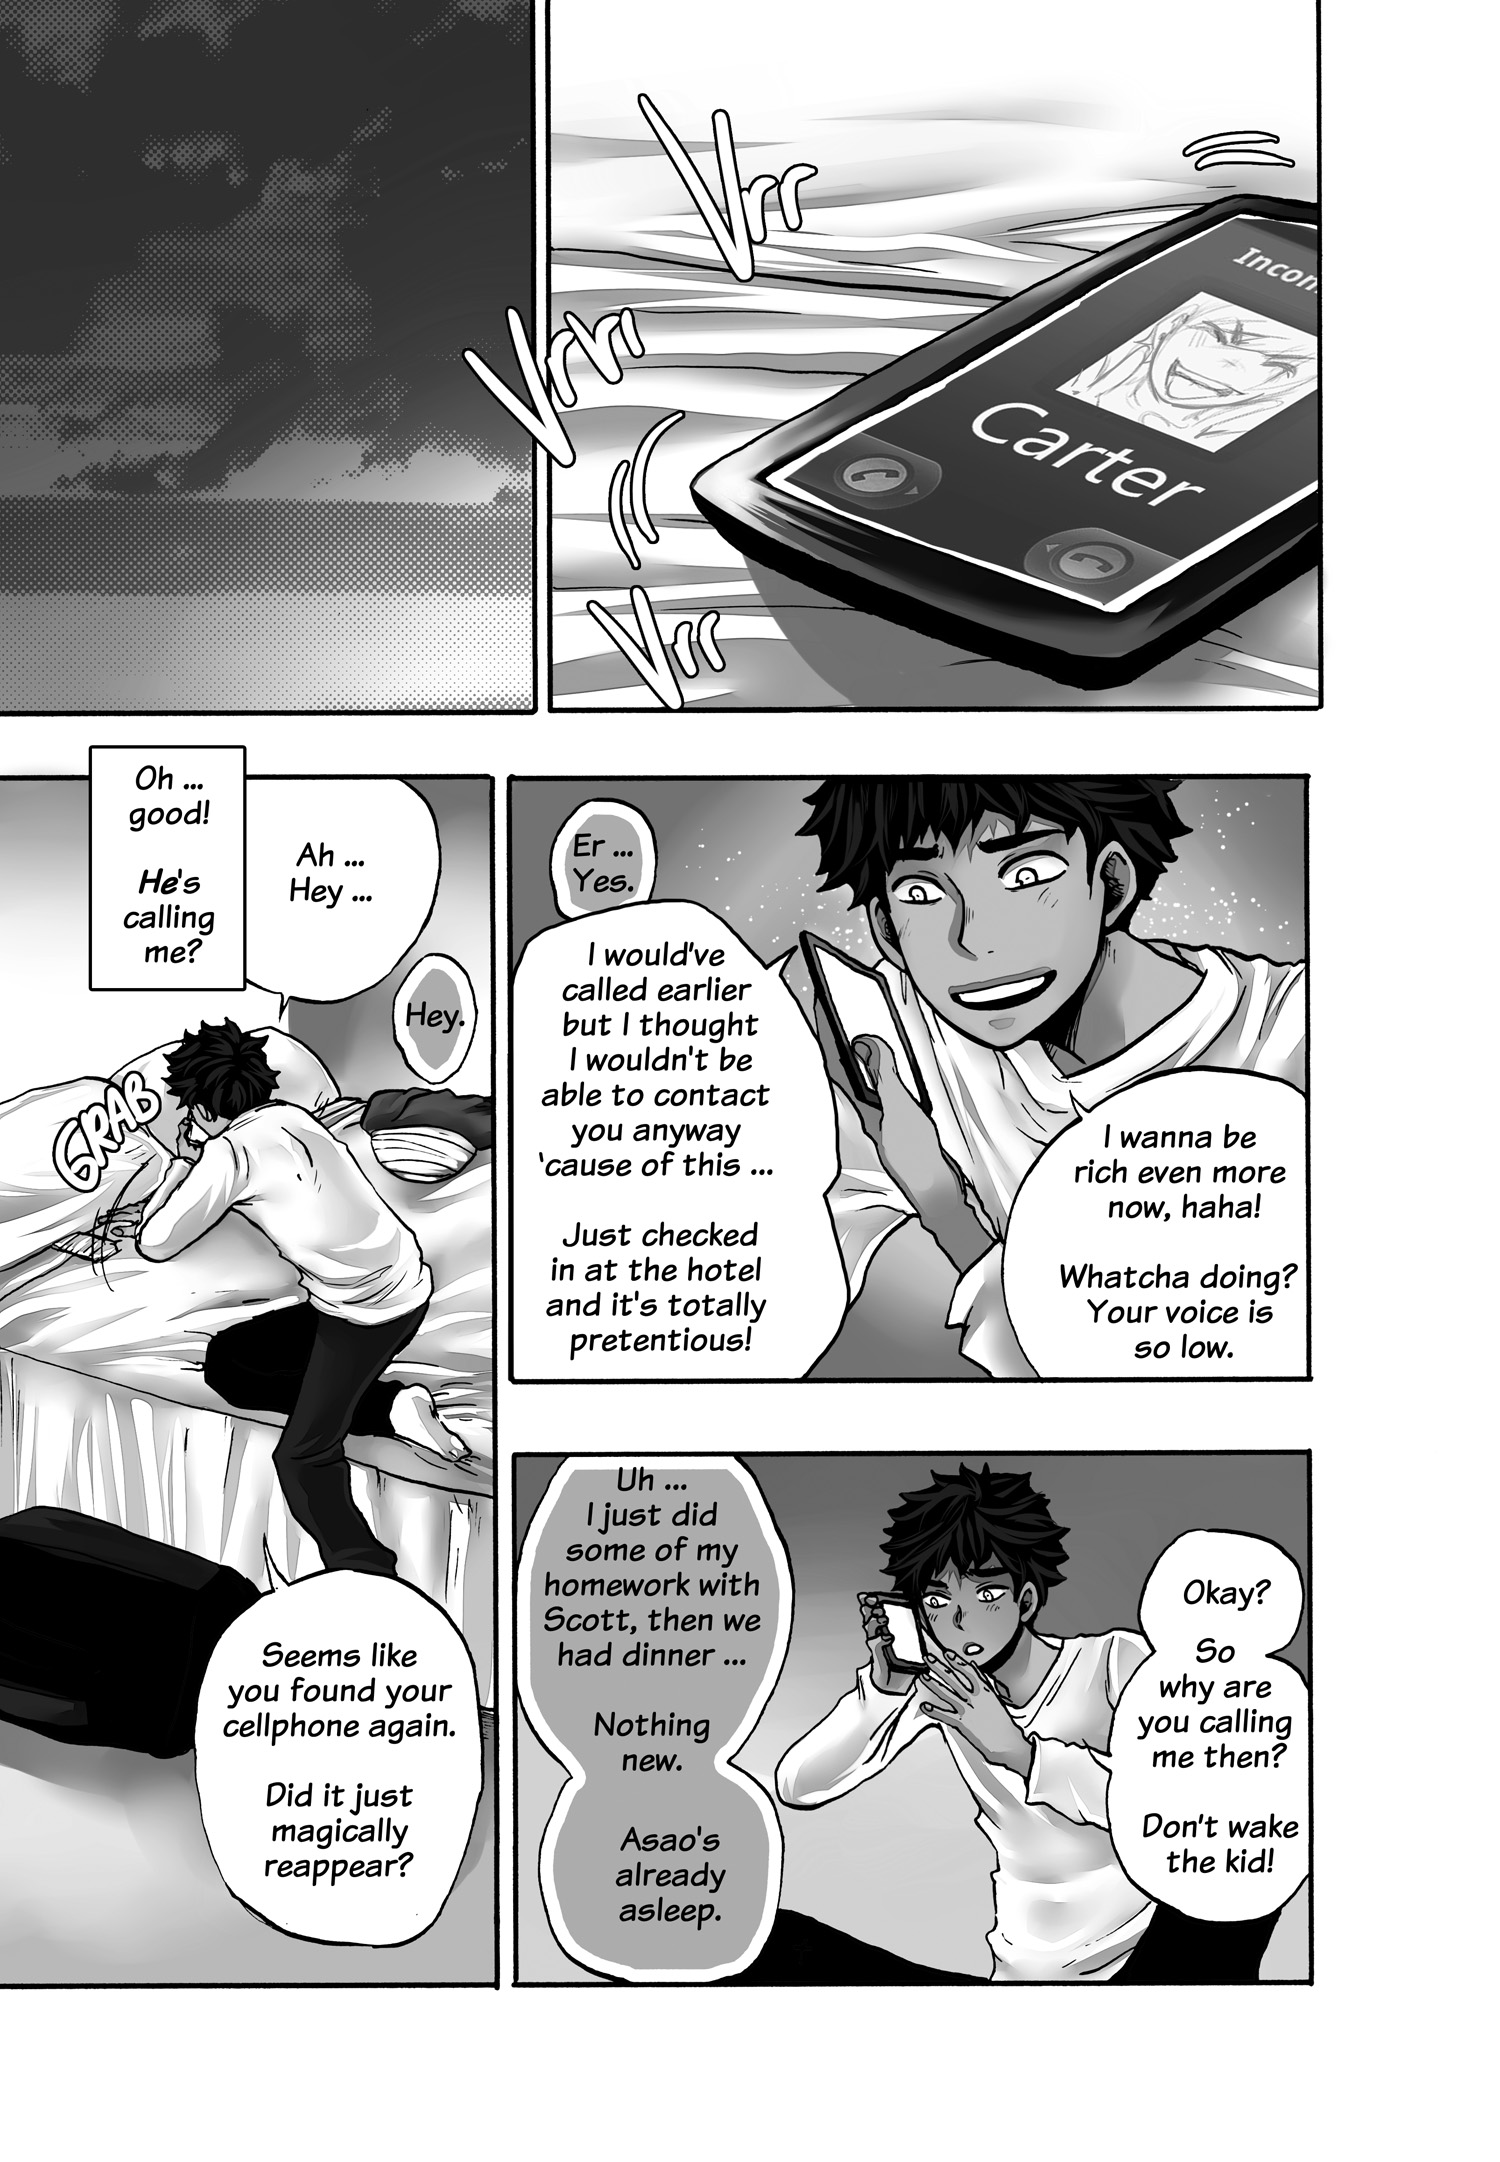 Vrr
Vrrr
Vrr
Incom
Carter
Oh ...
good!
He's
calling
me?
Ah ...
Hey ...
Hey.
GRAB
Seems like
you found your
cellphone again.
Did it just
magically
reappear?
Er ...
Yes.
I would've
called earlier
but I thought
I wouldn't be
able to contact
you anyway
'cause of this ...
Just checked
in at the hotel
and it's totally
pretentious!
I wanna be
rich even more
now, haha!
Whatcha doing?
Your voice is
so low.
Uh ...
I just did
some of my
homework with
Scott, then we
had dinner ...
Nothing
new.
Asao's
already
asleep.
Okay?
So
why are
you calling
me then?
Don't wake
the kid!